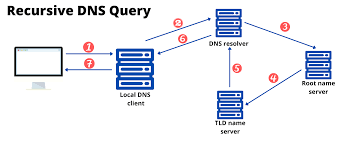 Recursive DNS Query
1
7
2
6
3
4
5
Local DNS
client
DNS resolver
Root name
server
TLD name
server